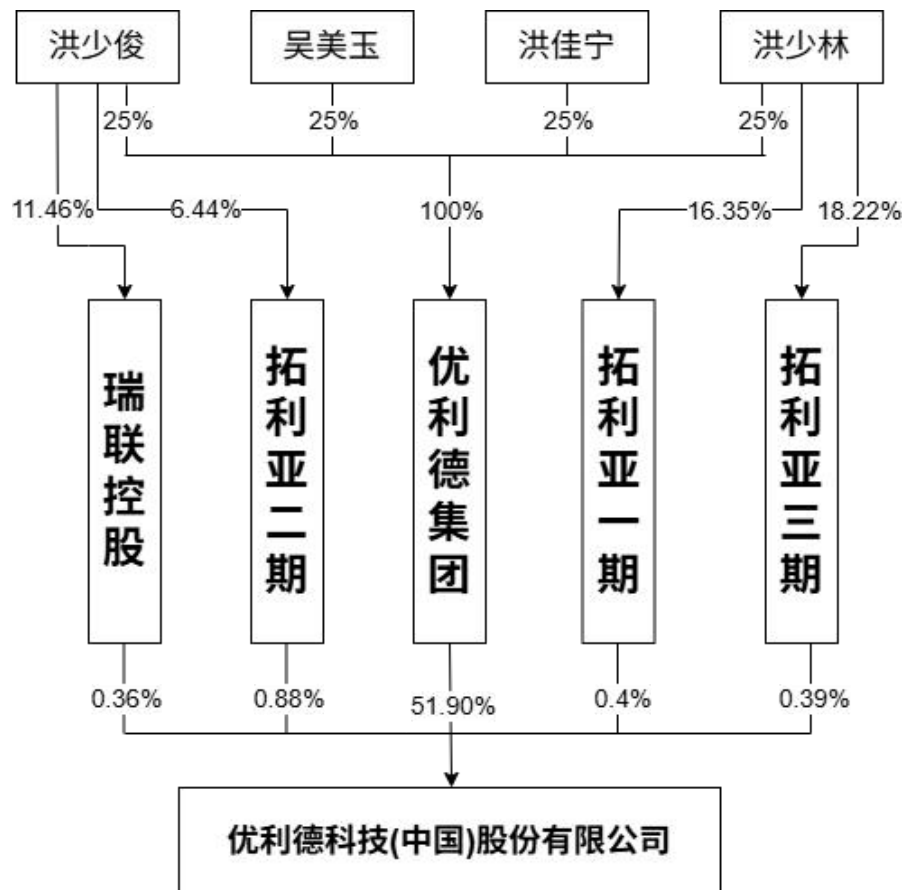 洪少俊
吴美玉
洪佳宁
洪少林
25%
25%
25%
25%
11.46%
6.44%
100%
16.35%
18.22%
瑞联控股
拓利亚二期
优利德集团
拓利亚一期
拓利亚三期
0.36%
0.88%
51.90%
0.4%
0.39%
优利德科技(中国)股份有限公司